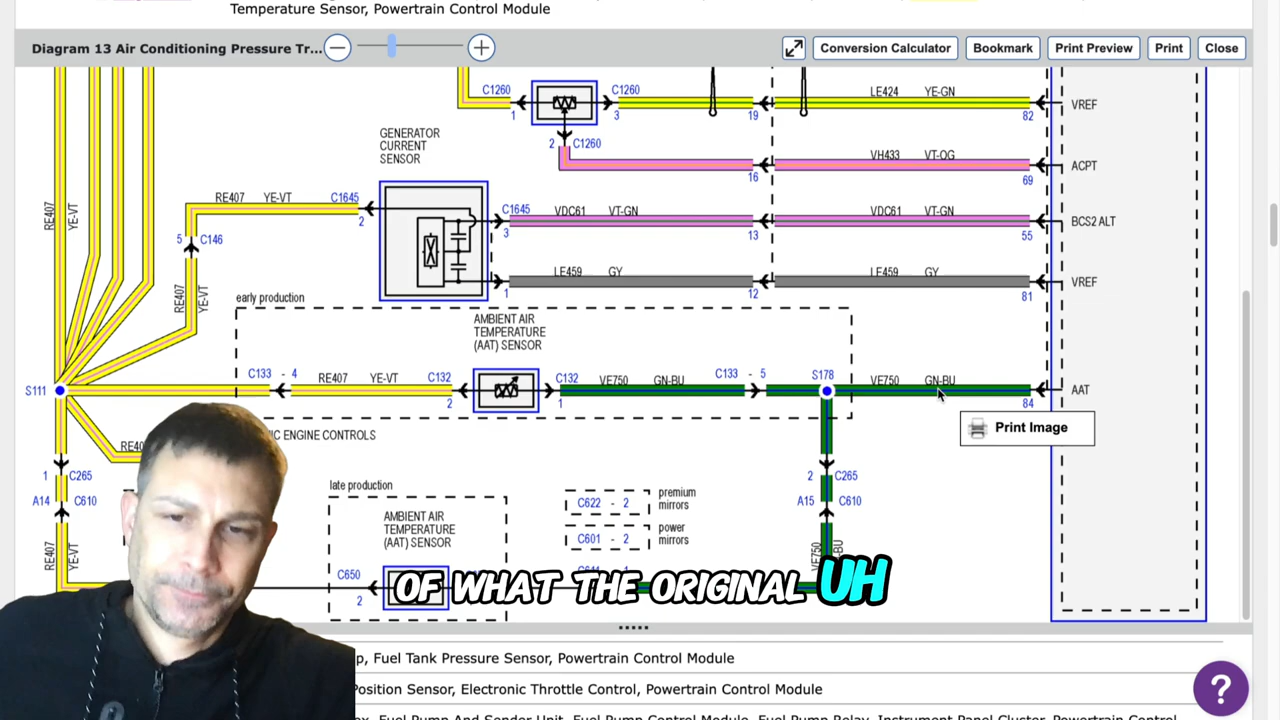 Temperature Sensor, Powertrain Control Module
Diagram 13 Air Conditioning Pressure Tr...
Conversion Calculator
Bookmark
Print Preview
Print
Close
C1260
C1260
LE424 YE-GN
VREF
1
3
19
82
2
C1260
GENERATOR
CURRENT
SENSOR
VH433 VT-OG
ACPT
16
69
RE407 YE-VT
C1645
RE407
YE-VT
2
C1645
VDC61 VT-GN
VDC61 VT-GN
BCS2 ALT
3
13
55
5
C146
LE459 GY
LE459 GY
VREF
1
12
81
RE407
YE-VT
early production
AMBIENT AIR
TEMPERATURE
(AAT) SENSOR
S111
C133 - 4
RE407 YE-VT
C132
2
C132
1
VE750 GN-BU
C133 - 5
S178
VE750 GN-BU
AAT
84
Print Image
ENGINE CONTROLS
1
C265
A14
C610
RE407
YE-VT
late production
AMBIENT AIR
TEMPERATURE
(AAT) SENSOR
C650
2
C622 - 2
premium
mirrors
C601 - 2
power
mirrors
2
C265
A15
C610
VE750
OF WHAT THE ORIGINAL UH
p, Fuel Tank Pressure Sensor, Powertrain Control Module
Position Sensor, Electronic Throttle Control, Powertrain Control Module
?